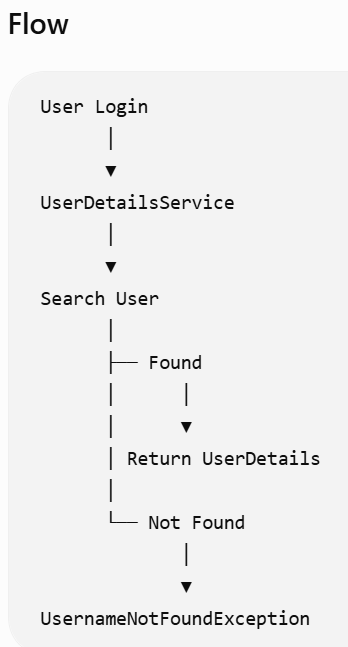 Flow
User Login
│
▼
UserDetailsService
│
▼
Search User
│
├── Found
│      │
│      ▼
│ Return UserDetails
│
└── Not Found
       │
       ▼
UsernameNotFoundException